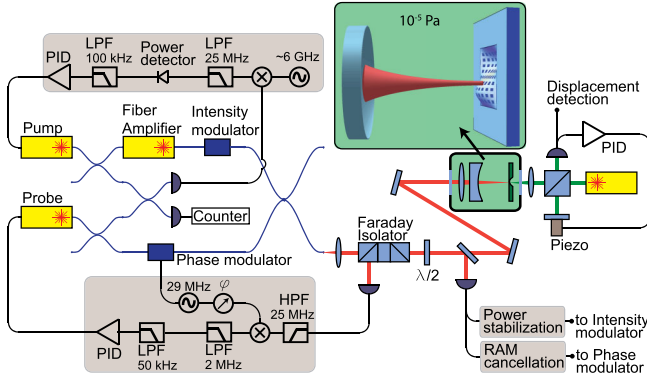 10-5 Pa
LPF
100 kHz
Power
detector
LPF
25 MHz
~6 GHz
PID
Pump
Fiber
Amplifier
Intensity
modulator
Displacement
detection
PID
Probe
Counter
Phase modulator
Faraday
Isolator
λ/2
Piezo
29 MHz
φ
HPF
25 MHz
PID
LPF
50 kHz
LPF
2 MHz
Power
stabilization
to Intensity
modulator
RAM
cancellation
to Phase
modulator